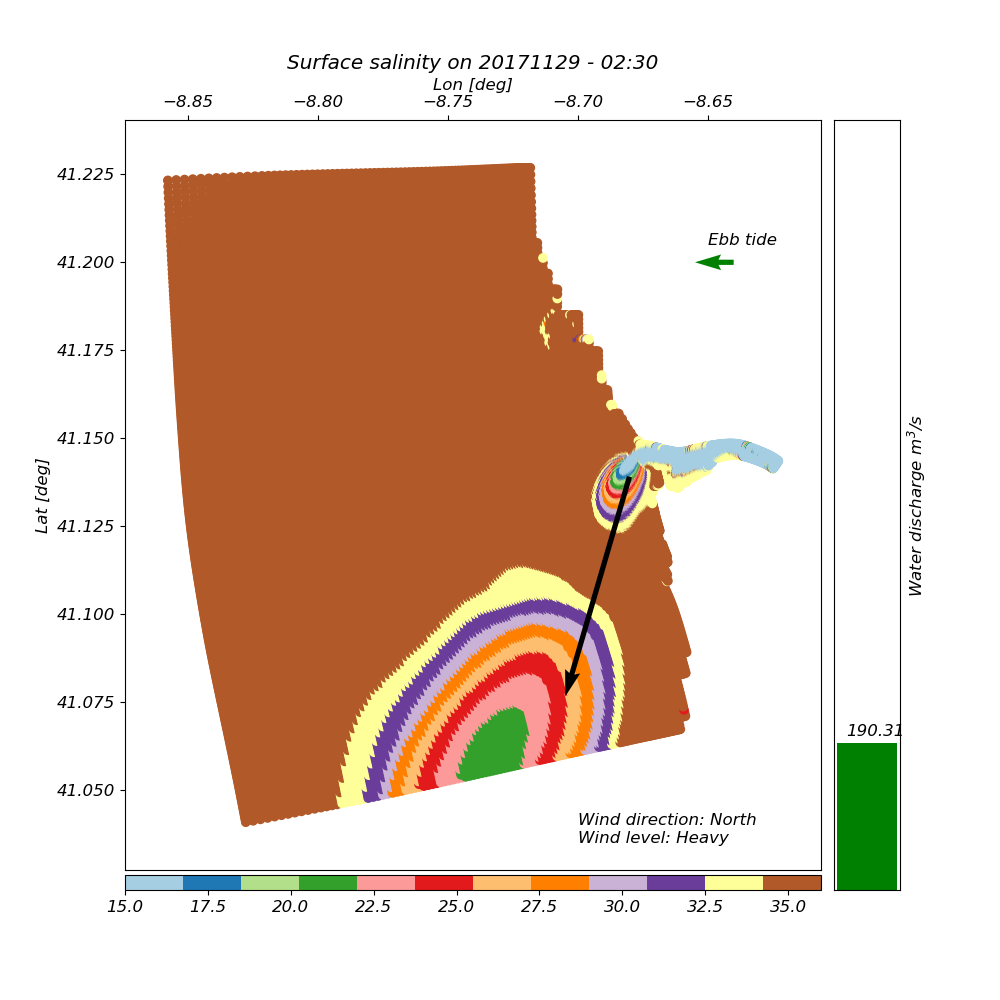 Surface salinity on 20171129 - 02:30
Lon [deg]
−8.85 −8.80 −8.75 −8.70 −8.65
41.225
Ebb tide
41.200
41.175
41.150
41.125
41.100
41.075
41.050
Lat [deg]
Water discharge m³/s
190.31
Wind direction: North
Wind level: Heavy
15.0 17.5 20.0 22.5 25.0 27.5 30.0 32.5 35.0